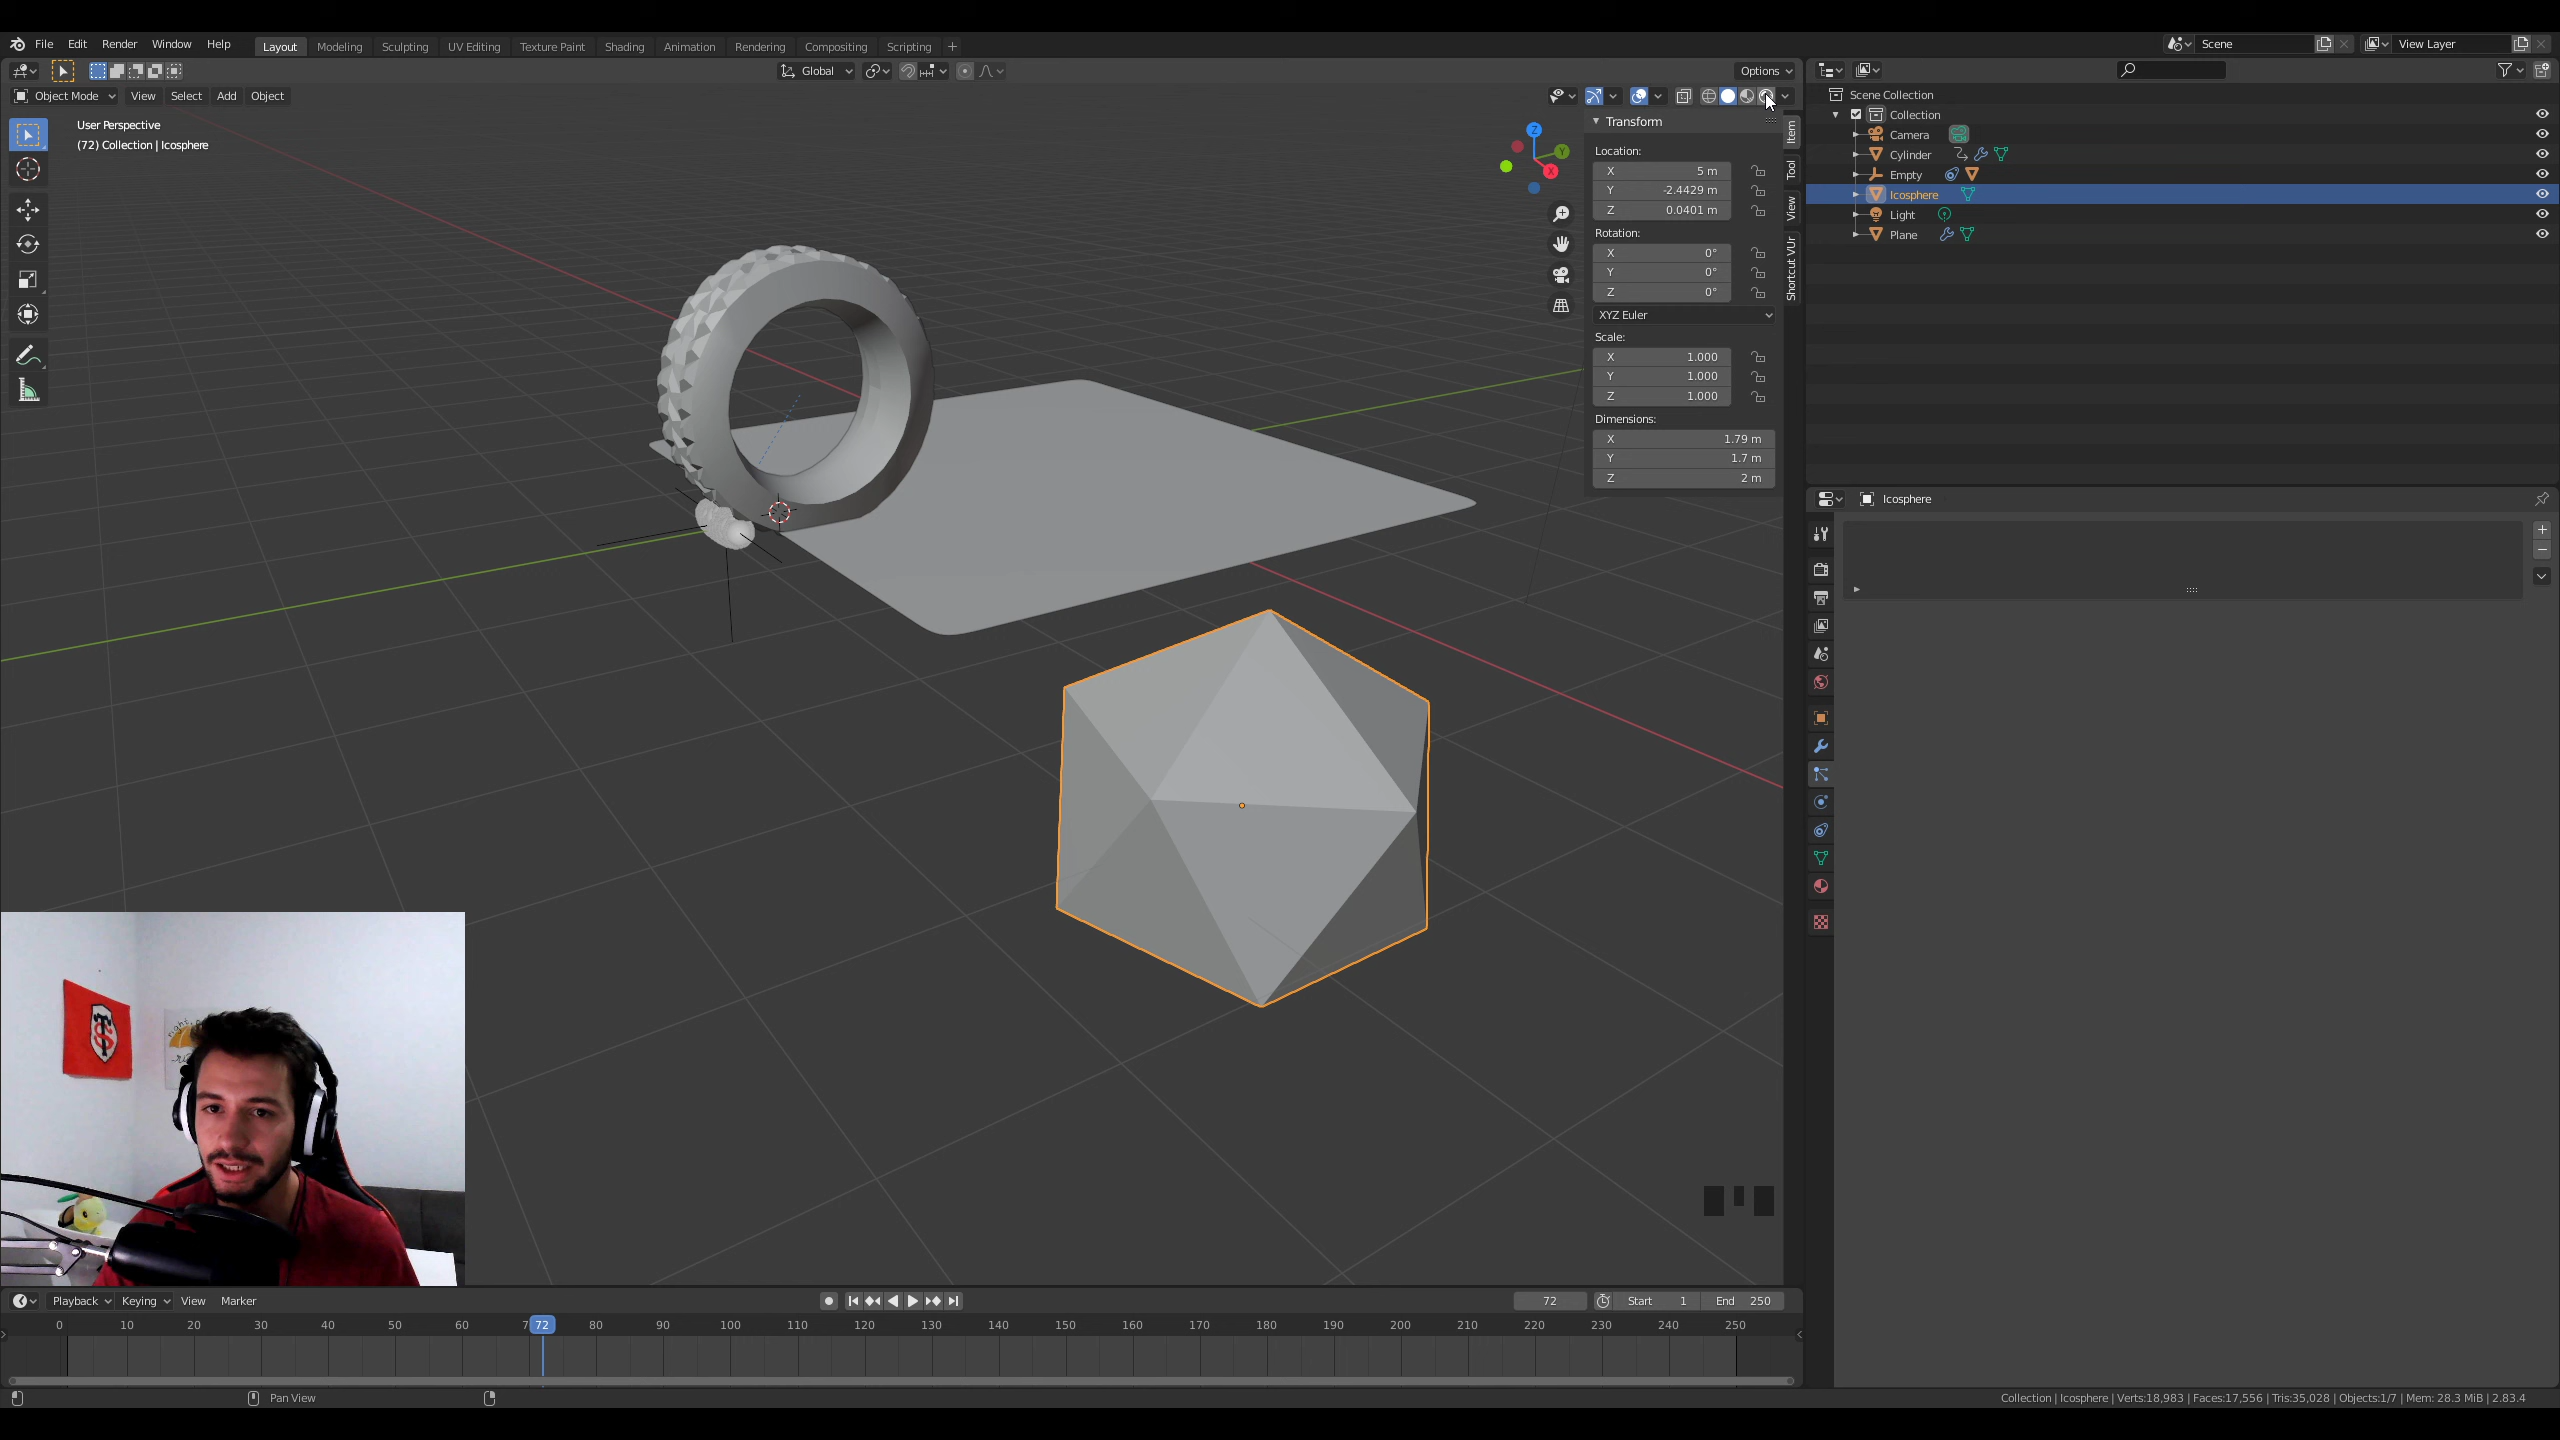 File Edit Render Window Help Layout Modeling Sculpting UV Editing Texture Paint Shading Animation Rendering Compositing Scripting + Scene View Layer
Global Options
Object Mode View Select Add Object
User Perspective
(72) Collection | Icosphere
Z
Y
X
Transform
Location:
X 5 m
Y -2.4429 m
Z 0.0401 m
Rotation:
X 0°
Y 0°
Z 0°
XYZ Euler
Scale:
X 1.000
Y 1.000
Z 1.000
Dimensions:
X 1.79 m
Y 1.7 m
Z 2 m
Item
Tool
View
Shortcut VUr
Scene Collection
Collection
Camera
Cylinder
Empty
Icosphere
Light
Plane
Icosphere
right,
Playback Keying View Marker 72 Start 1 End 250
0 10 20 30 40 50 60 7 72 80 90 100 110 120 130 140 150 160 170 180 190 200 210 220 230 240 250
Pan View
Collection | Icosphere | Verts:18,983 | Faces:17,556 | Tris:35,028 | Objects:1/7 | Mem: 28.3 MiB | 2.83.4